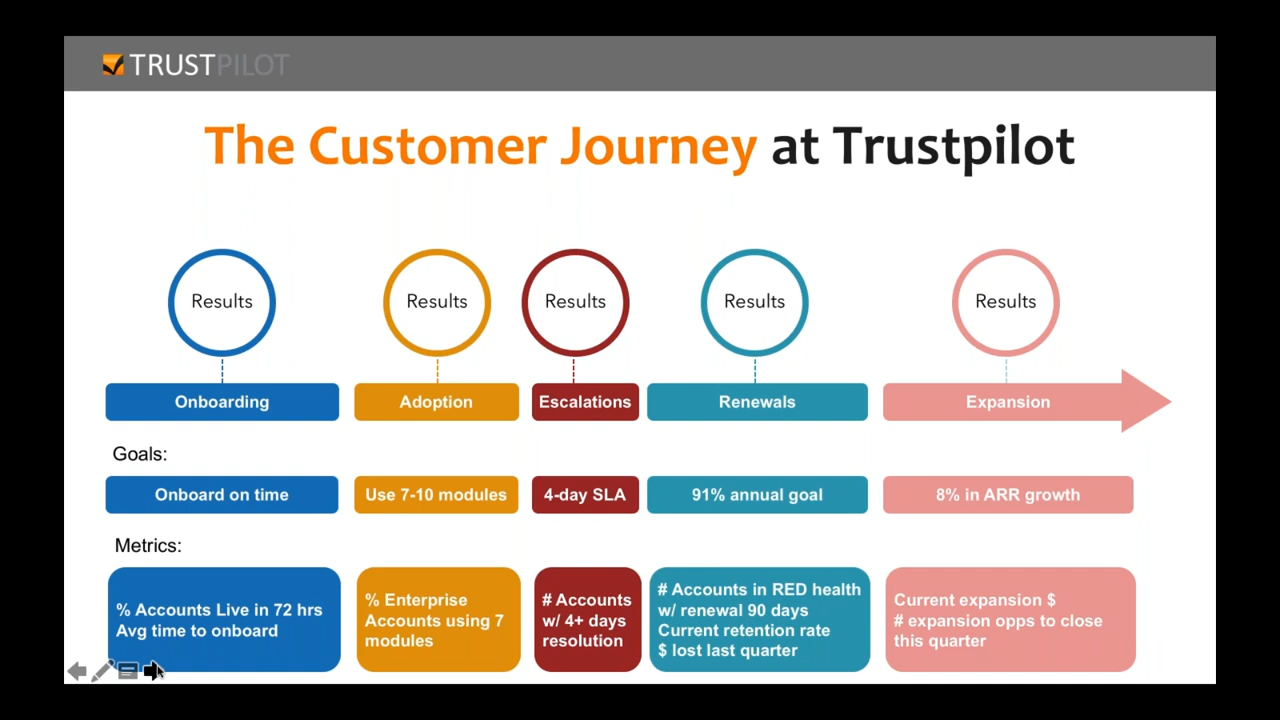 TRUSTPILOT
The Customer Journey at Trustpilot
Results
Results
Results
Results
Results
Onboarding
Adoption
Escalations
Renewals
Expansion
Goals:
Onboard on time
Use 7-10 modules
4-day SLA
91% annual goal
8% in ARR growth
Metrics:
% Accounts Live in 72 hrs
Avg time to onboard
% Enterprise
Accounts using 7
modules
# Accounts
w/ 4+ days
resolution
# Accounts in RED health
w/ renewal 90 days
Current retention rate
$ lost last quarter
Current expansion $
# expansion opps to close
this quarter